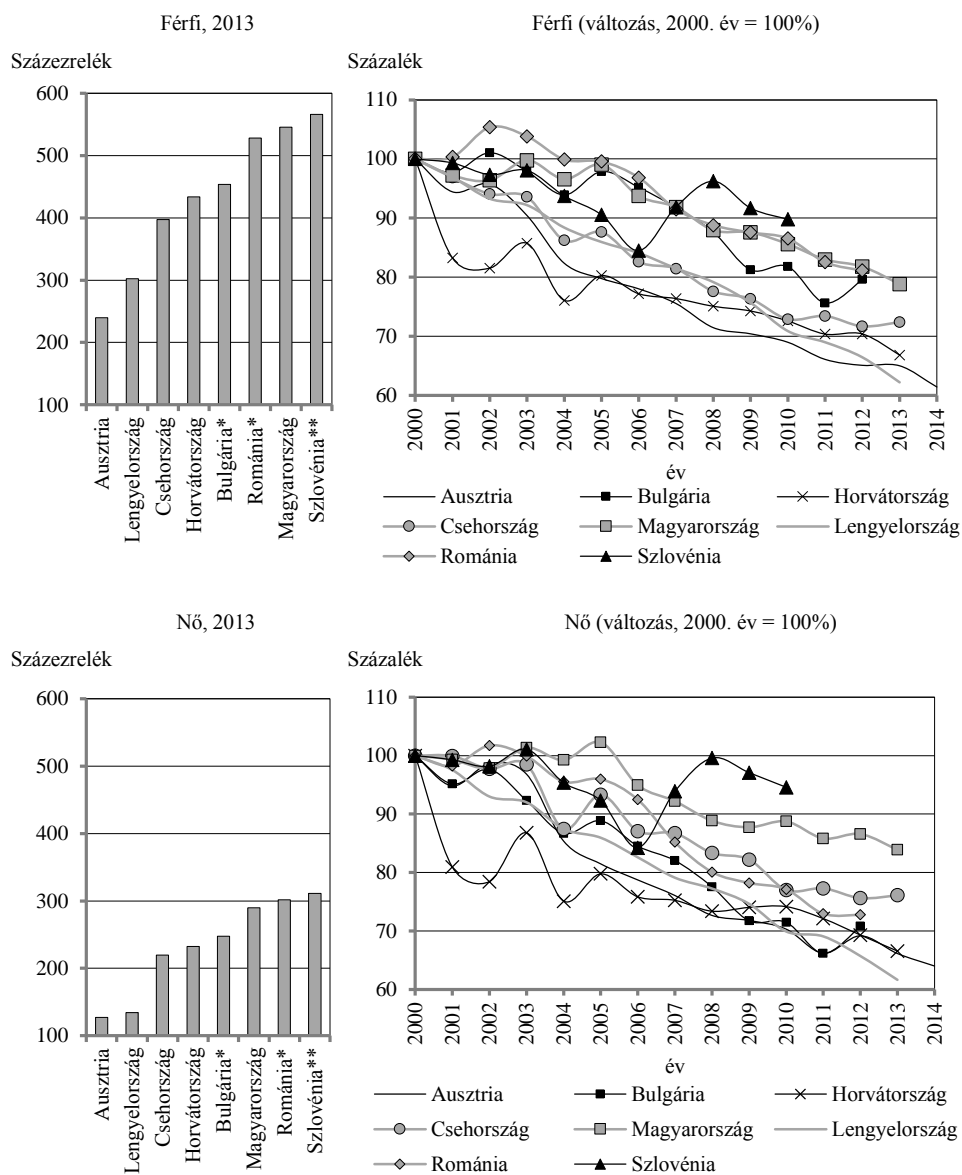 Férfi, 2013
Százezrelék
600
500
400
300
200
100
Ausztria
Lengyelország
Csehország
Horvátország
Bulgária*
Románia*
Magyarország
Szlovénia**
Férfi (változás, 2000. év = 100%)
Százalék
110
100
90
80
70
60
2000
2001
2002
2003
2004
2005
2006
2007
2008
2009
2010
2011
2012
2013
2014
év
Ausztria Bulgária Horvátország
Csehország Magyarország Lengyelország
Románia Szlovénia
Nő, 2013
Százezrelék
600
500
400
300
200
100
Ausztria
Lengyelország
Csehország
Horvátország
Bulgária*
Magyarország
Románia*
Szlovénia**
Nő (változás, 2000. év = 100%)
Százalék
110
100
90
80
70
60
2000
2001
2002
2003
2004
2005
2006
2007
2008
2009
2010
2011
2012
2013
2014
év
Ausztria Bulgária Horvátország
Csehország Magyarország Lengyelország
Románia Szlovénia